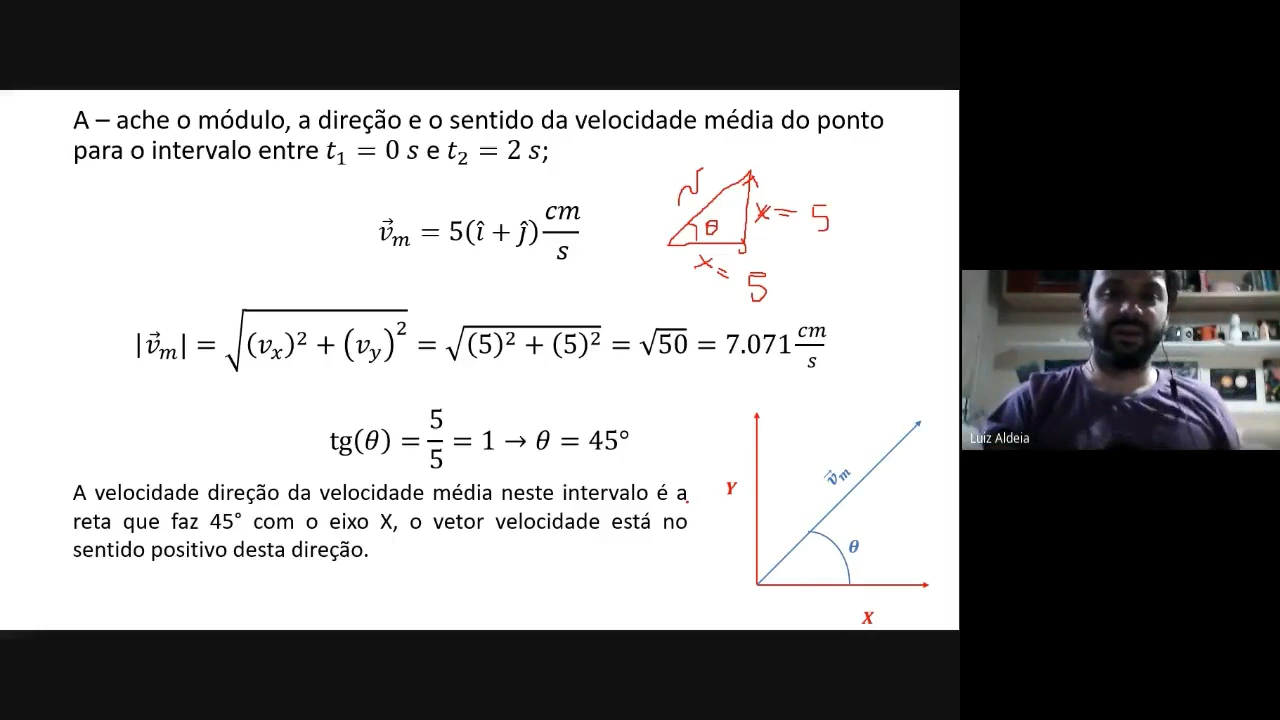 A – ache o módulo, a direção e o sentido da velocidade média do ponto
para o intervalo entre t₁ = 0 s e t₂ = 2 s;
v⃗ₘ = 5(î + ĵ) cm/s
θ
x = 5
x = 5
|v⃗ₘ| = √((vₓ)² + (v_y)²) = √((5)² + (5)²) = √50 = 7.071 cm/s
tg(θ) = 5/5 = 1 → θ = 45°
A velocidade direção da velocidade média neste intervalo é a
reta que faz 45° com o eixo X, o vetor velocidade está no
sentido positivo desta direção.
Y
v⃗ₘ
θ
X
Luiz Aldeia